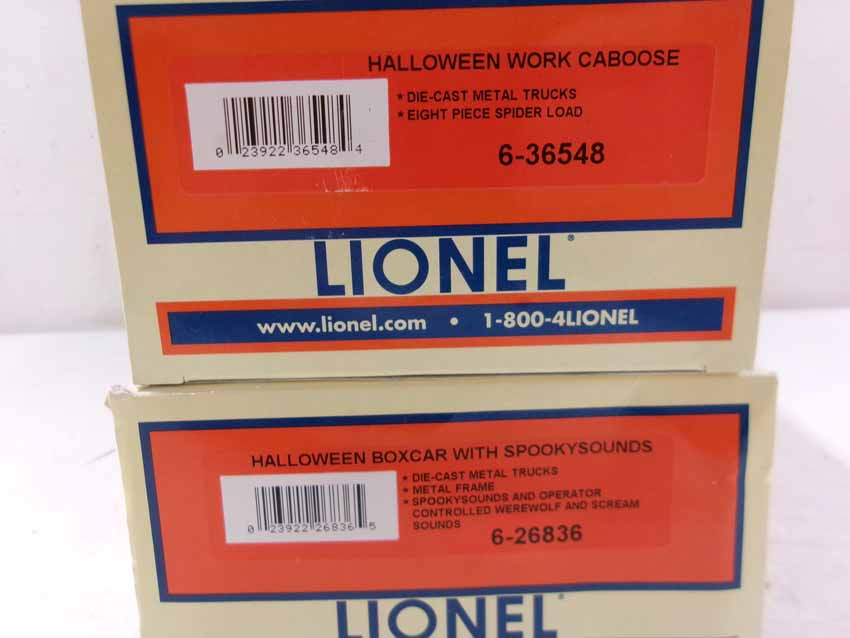 HALLOWEEN WORK CABOOSE
* DIE-CAST METAL TRUCKS
* EIGHT PIECE SPIDER LOAD
0 23922 36548 4
6-36548
LIONEL®
www.lionel.com • 1-800-4LIONEL
HALLOWEEN BOXCAR WITH SPOOKYSOUNDS
* DIE-CAST METAL TRUCKS
* METAL FRAME
* SPOOKYSOUNDS AND OPERATOR
CONTROLLED WEREWOLF AND SCREAM
SOUNDS
0 23922 26836 5
6-26836
LIONEL®